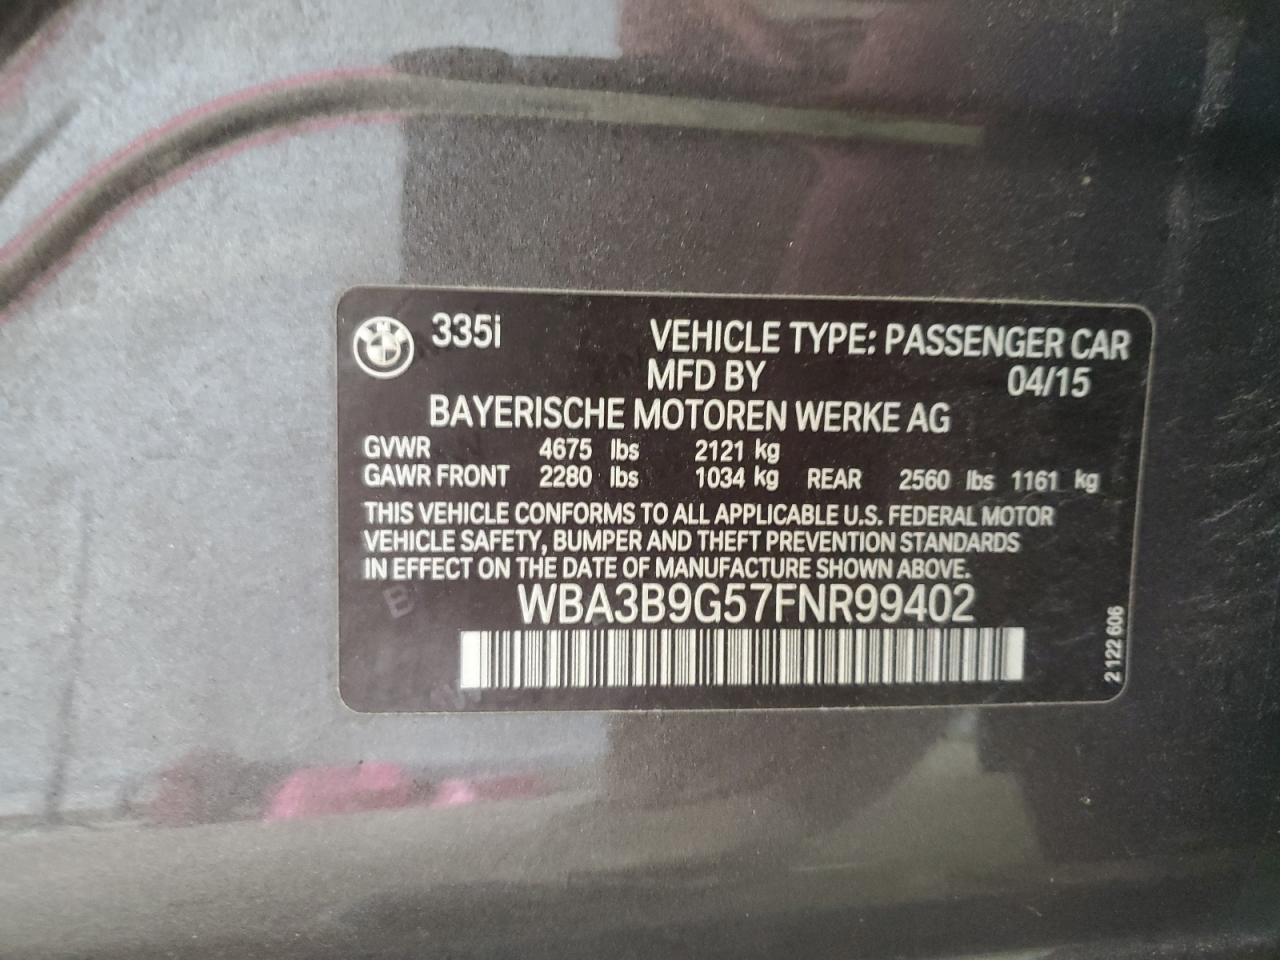 335i VEHICLE TYPE: PASSENGER CAR
MFD BY 04/15
BAYERISCHE MOTOREN WERKE AG
GVWR 4675 lbs 2121 kg
GAWR FRONT 2280 lbs 1034 kg REAR 2560 lbs 1161 kg
THIS VEHICLE CONFORMS TO ALL APPLICABLE U.S. FEDERAL MOTOR
VEHICLE SAFETY, BUMPER AND THEFT PREVENTION STANDARDS
IN EFFECT ON THE DATE OF MANUFACTURE SHOWN ABOVE.
WBA3B9G57FNR99402
2 122 606